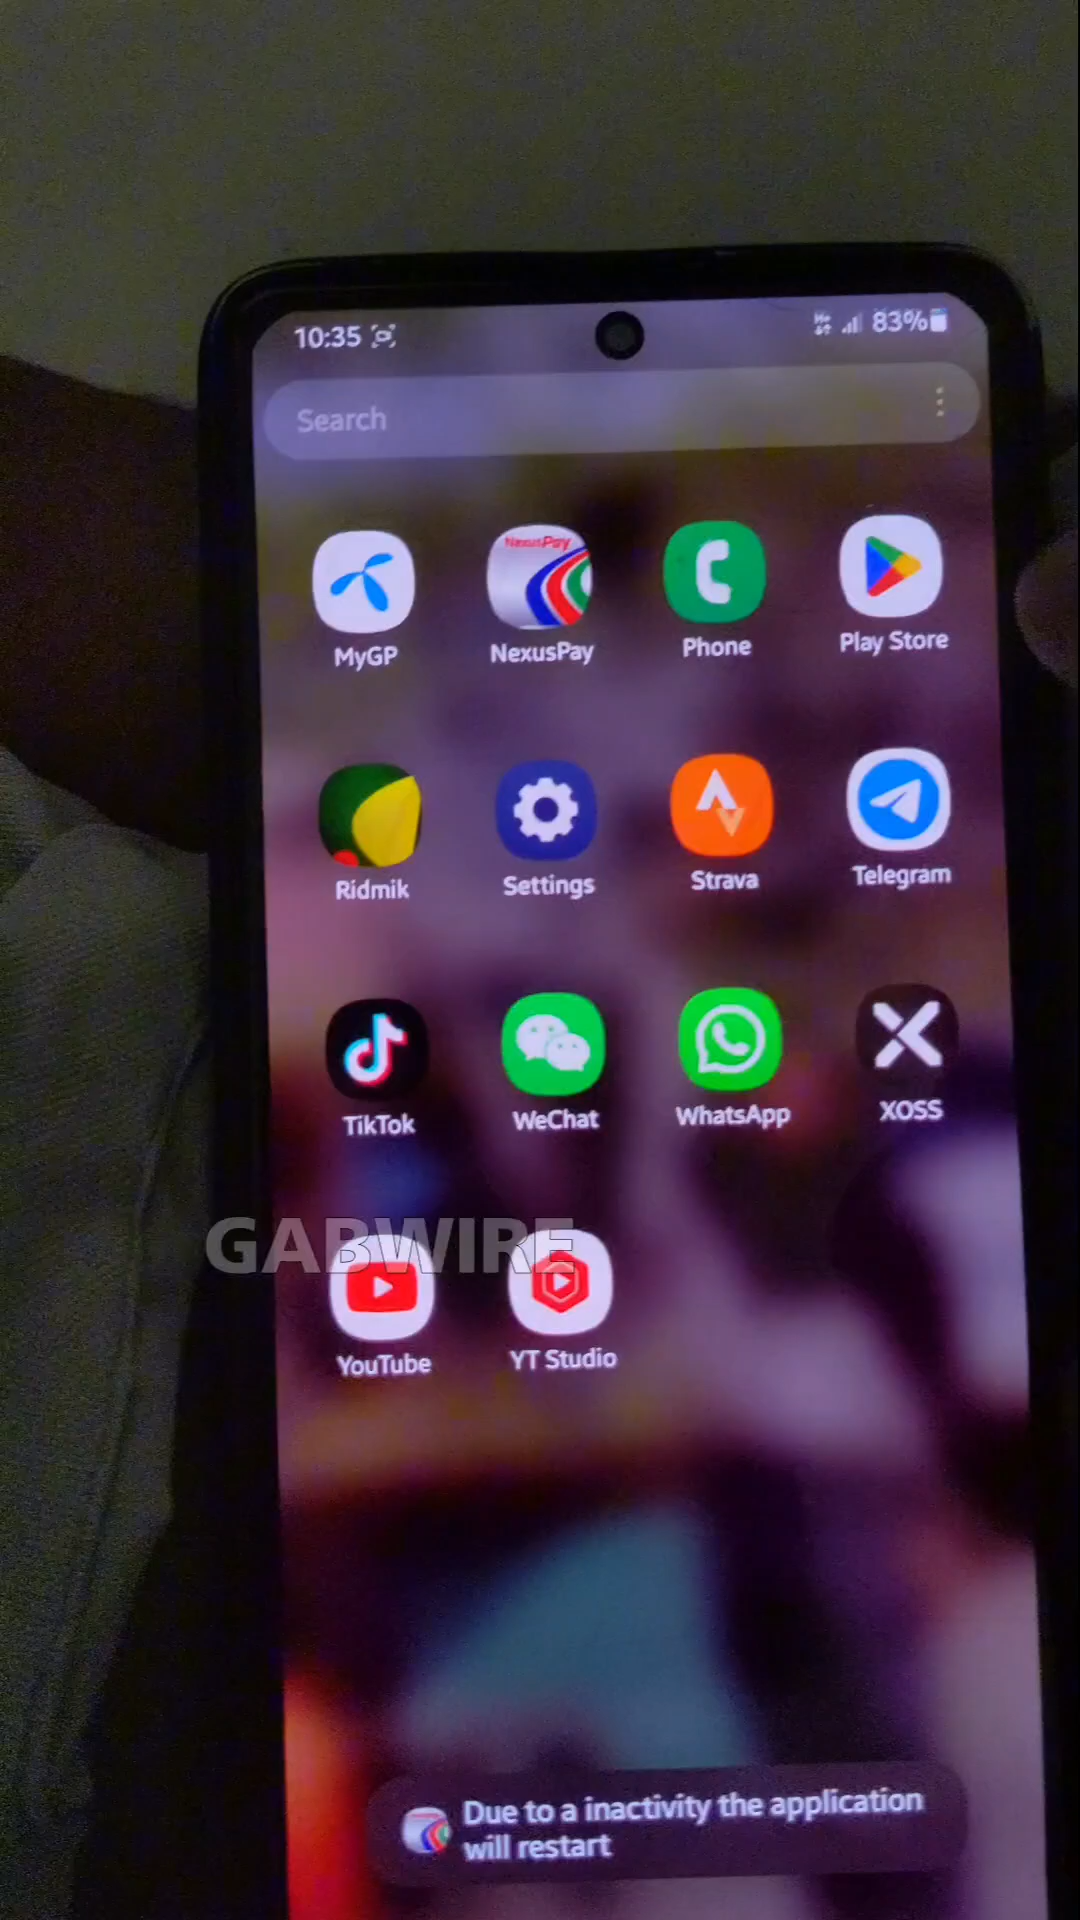 10:35
83%
Search
NexusPay
MyGP
NexusPay
Phone
Play Store
Ridmik
Settings
Strava
Telegram
TikTok
WeChat
WhatsApp
XOSS
GABWIRE
YouTube
YT Studio
Due to a inactivity the application
will restart